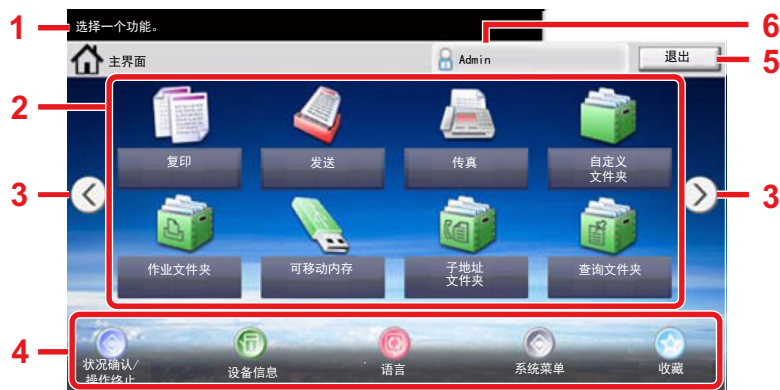 1
选择一个功能。
6
主界面
Admin
退出
5
2
复印
发送
传真
自定义
文件夹
3
3
作业文件夹
可移动内存
子地址
文件夹
查询文件夹
4
状况确认/
操作终止
设备信息
语言
系统菜单
收藏